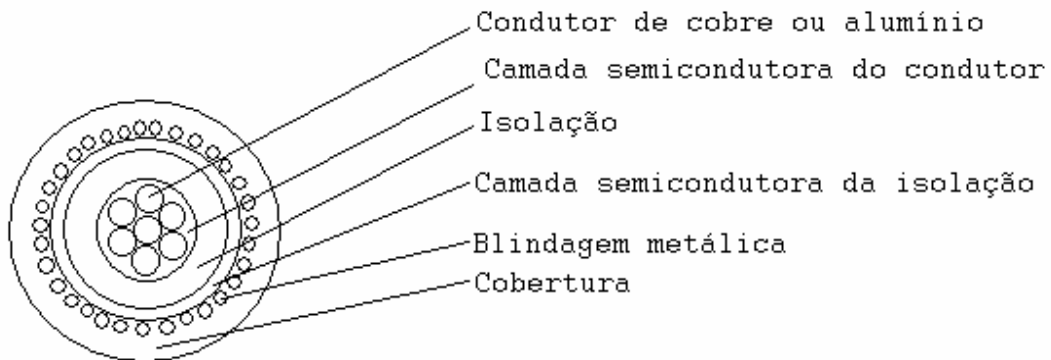 Condutor de cobre ou alumínio
Camada semicondutora do condutor
Isolação
Camada semicondutora da isolação
Blindagem metálica
Cobertura